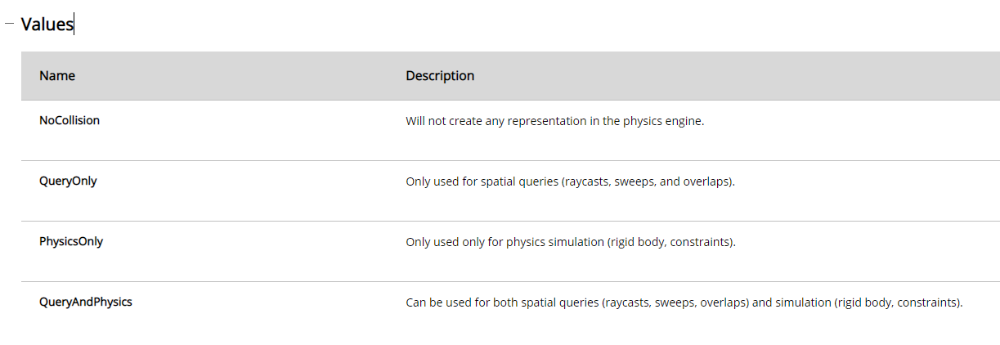 Values
Name Description
NoCollision Will not create any representation in the physics engine.
QueryOnly Only used for spatial queries (raycasts, sweeps, and overlaps).
PhysicsOnly Only used only for physics simulation (rigid body, constraints).
QueryAndPhysics Can be used for both spatial queries (raycasts, sweeps, overlaps) and simulation (rigid body, constraints).